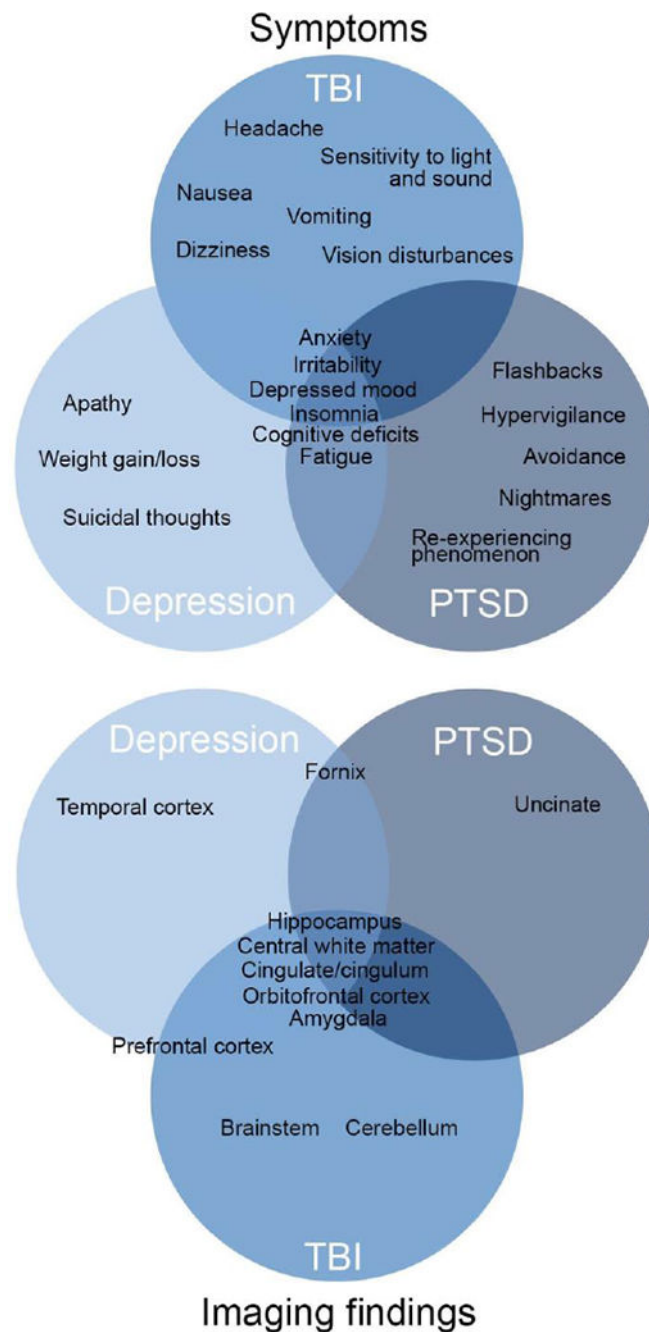 Symptoms
TBI
Headache
Sensitivity to light
and sound
Nausea
Vomiting
Dizziness
Vision disturbances
Anxiety
Irritability
Depressed mood
Insomnia
Cognitive deficits
Fatigue
Apathy
Weight gain/loss
Suicidal thoughts
Depression
Flashbacks
Hypervigilance
Avoidance
Nightmares
Re-experiencing
phenomenon
PTSD
Depression
PTSD
Fornix
Temporal cortex
Uncinate
Hippocampus
Central white matter
Cingulate/cingulum
Orbitofrontal cortex
Amygdala
Prefrontal cortex
Brainstem
Cerebellum
TBI
Imaging findings